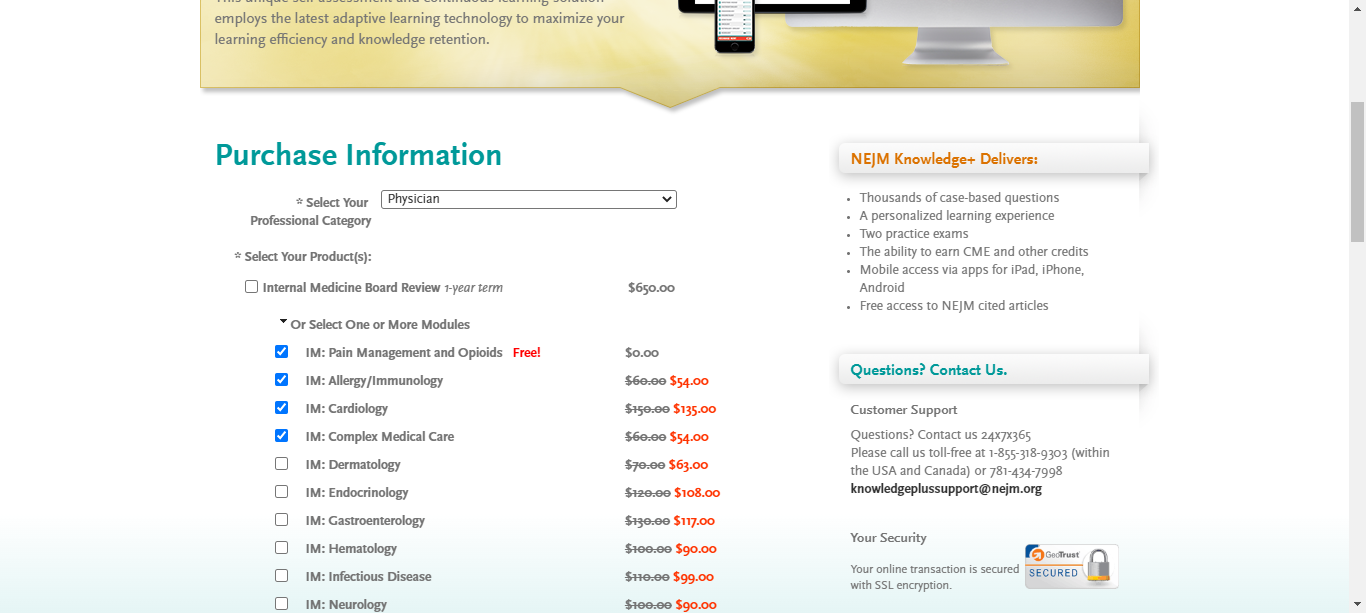 This unique self-assessment and continuous learning solution
employs the latest adaptive learning technology to maximize your
learning efficiency and knowledge retention.
Purchase Information
* Select Your
Professional Category
Physician
* Select Your Product(s):
Internal Medicine Board Review 1-year term $650.00
Or Select One or More Modules
IM: Pain Management and Opioids Free! $0.00
IM: Allergy/Immunology $60.00 $54.00
IM: Cardiology $150.00 $135.00
IM: Complex Medical Care $60.00 $54.00
IM: Dermatology $70.00 $63.00
IM: Endocrinology $120.00 $108.00
IM: Gastroenterology $130.00 $117.00
IM: Hematology $100.00 $90.00
IM: Infectious Disease $110.00 $99.00
IM: Neurology $100.00 $90.00
NEJM Knowledge+ Delivers:
• Thousands of case-based questions
• A personalized learning experience
• Two practice exams
• The ability to earn CME and other credits
• Mobile access via apps for iPad, iPhone,
Android
• Free access to NEJM cited articles
Questions? Contact Us.
Customer Support
Questions? Contact us 24x7x365
Please call us toll-free at 1-855-318-9303 (within
the USA and Canada) or 781-434-7998
knowledgeplussupport@nejm.org
Your Security
Your online transaction is secured
with SSL encryption.
GeoTrust
SECURED